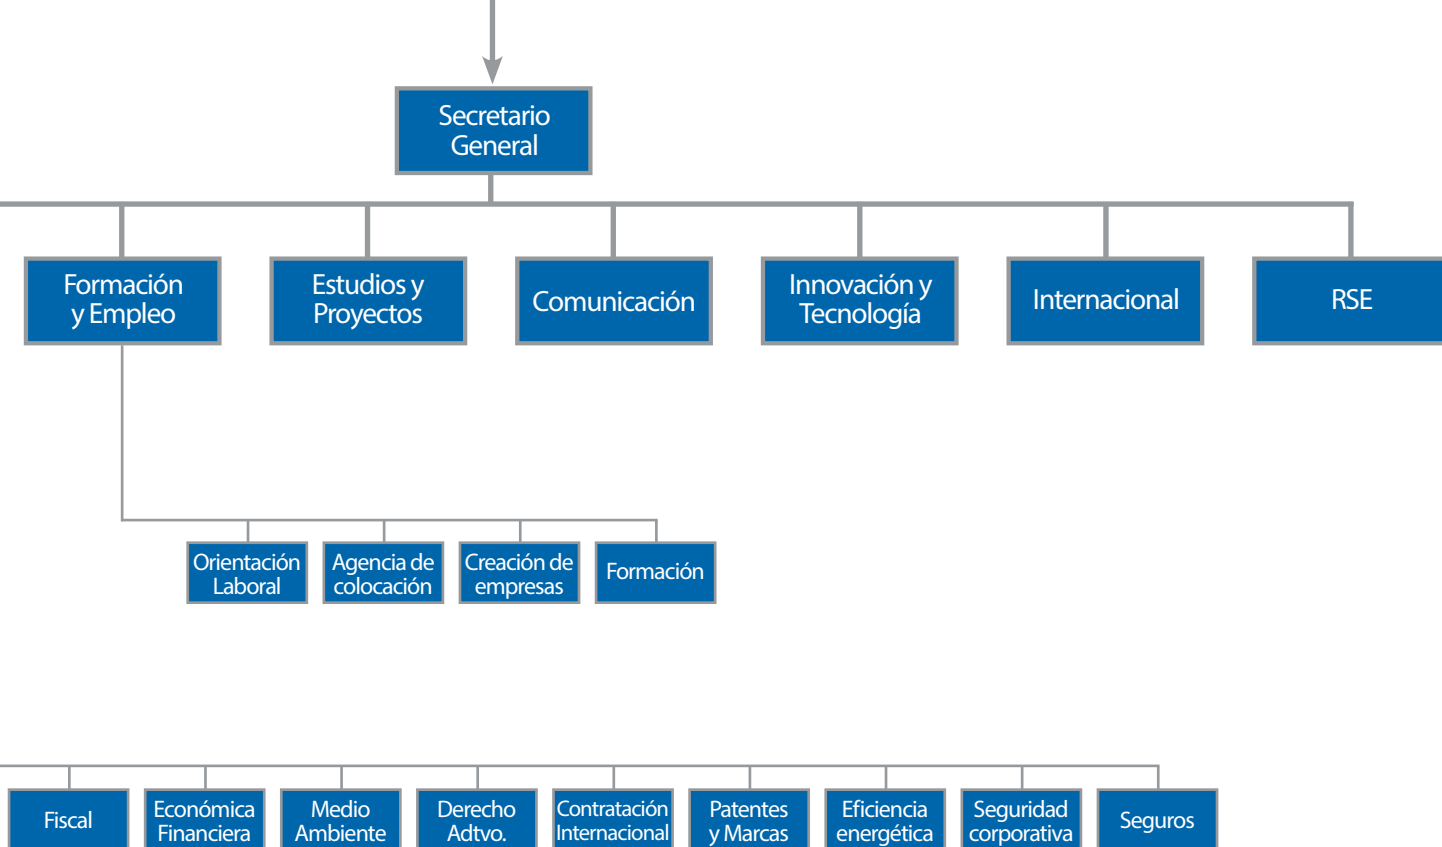 Secretario
General
Formación
y Empleo
Estudios y
Proyectos
Comunicación
Innovación y
Tecnología
Internacional
RSE
Orientación
Laboral
Agencia de
colocación
Creación de
empresas
Formación
Fiscal
Económica
Financiera
Medio
Ambiente
Derecho
Adtvo.
Contratación
Internacional
Patentes
y Marcas
Eficiencia
energética
Seguridad
corporativa
Seguros